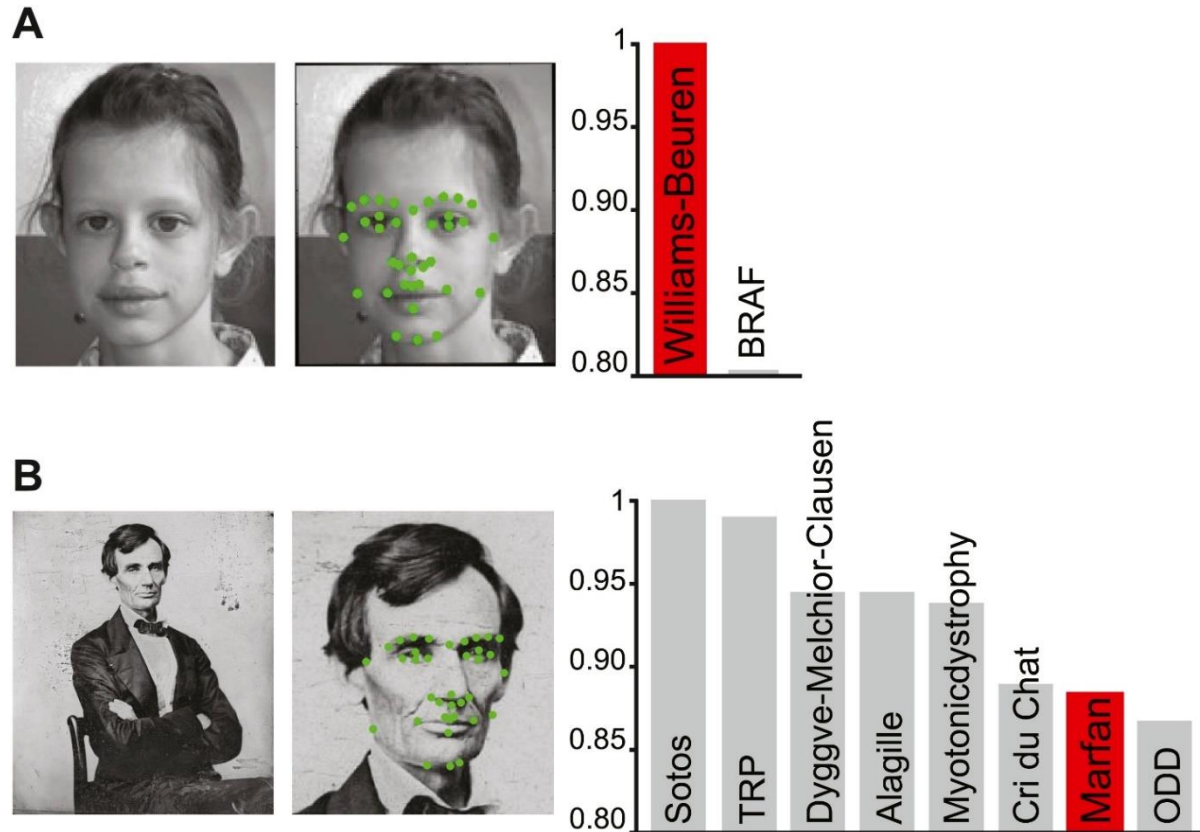 A
1
0.95
0.90
0.85
0.80
Williams-Beuren
BRAF
B
1
0.95
0.90
0.85
0.80
Sotos
TRP
Dyggve-Melchior-Clausen
Alagille
Myotonicdystrophy
Cri du Chat
Marfan
ODD